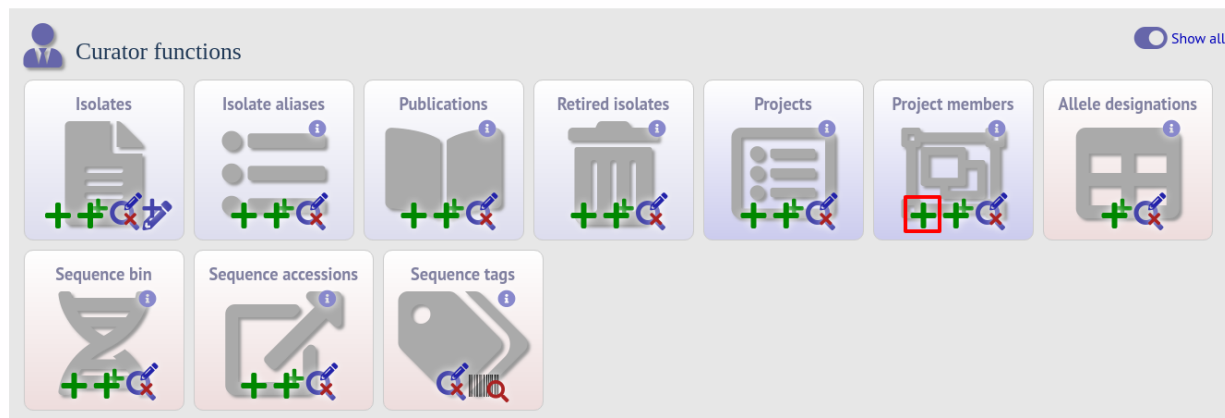 Curator functions
Show all
Isolates
Isolate aliases
Publications
Retired isolates
Projects
Project members
Allele designations
Sequence bin
Sequence accessions
Sequence tags